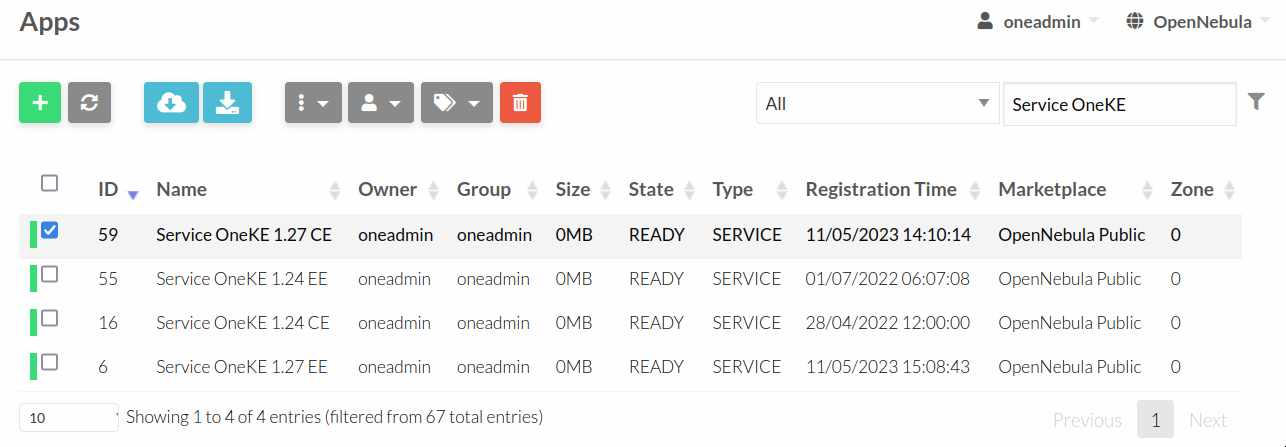 Apps
oneadmin
OpenNebula
All
Service OneKE
ID Name Owner Group Size State Type Registration Time Marketplace Zone
59 Service OneKE 1.27 CE oneadmin oneadmin 0MB READY SERVICE 11/05/2023 14:10:14 OpenNebula Public 0
55 Service OneKE 1.24 EE oneadmin oneadmin 0MB READY SERVICE 01/07/2022 06:07:08 OpenNebula Public 0
16 Service OneKE 1.24 CE oneadmin oneadmin 0MB READY SERVICE 28/04/2022 12:00:00 OpenNebula Public 0
6 Service OneKE 1.27 EE oneadmin oneadmin 0MB READY SERVICE 11/05/2023 15:08:43 OpenNebula Public 0
10 Showing 1 to 4 of 4 entries (filtered from 67 total entries)
Previous 1 Next